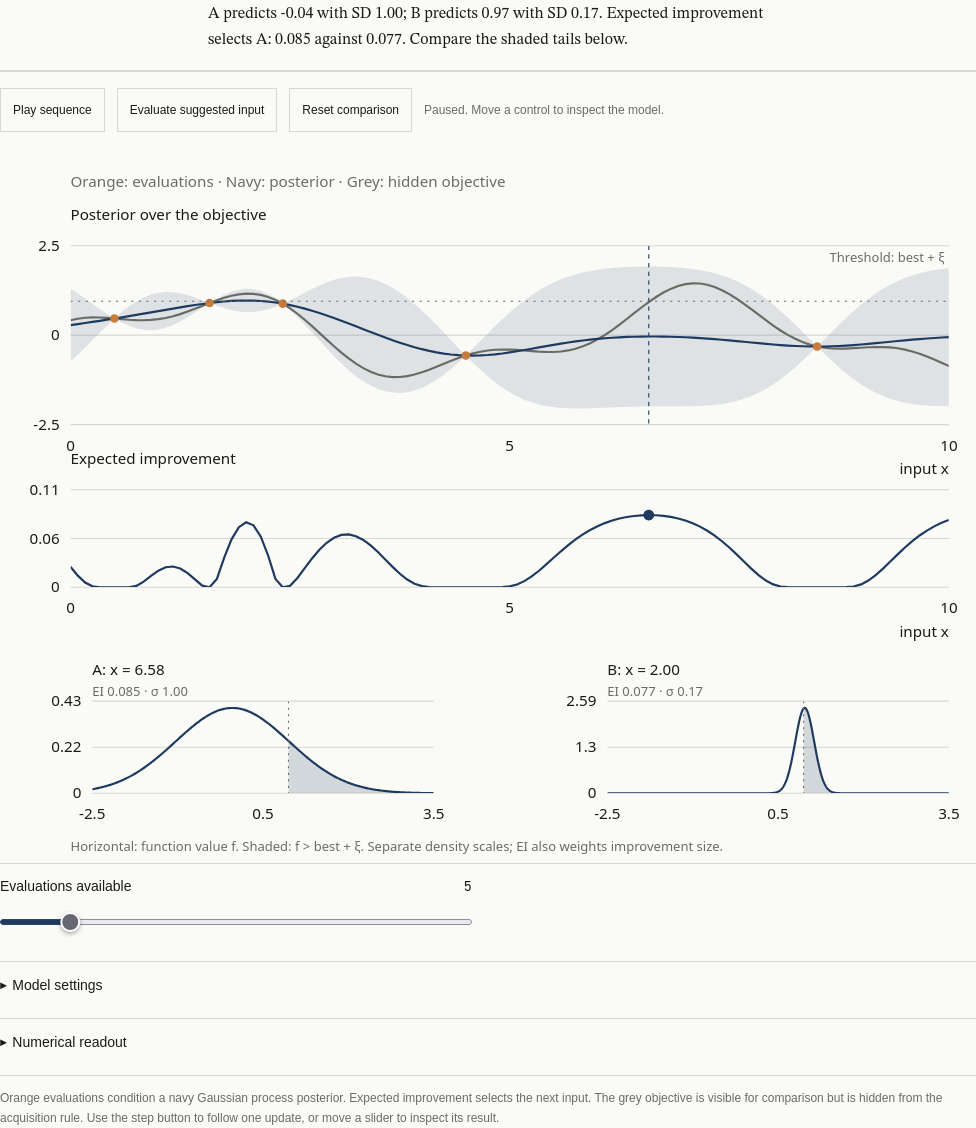 A predicts -0.04 with SD 1.00; B predicts 0.97 with SD 0.17. Expected improvement
selects A: 0.085 against 0.077. Compare the shaded tails below.
Play sequence
Evaluate suggested input
Reset comparison
Paused. Move a control to inspect the model.
Orange: evaluations · Navy: posterior · Grey: hidden objective
Posterior over the objective
2.5
Threshold: best + ξ
0
-2.5
0
5
10
input x
Expected improvement
0.11
0.06
0
0
5
10
input x
A: x = 6.58
EI 0.085 · σ 1.00
0.43
0.22
0
-2.5
0.5
3.5
B: x = 2.00
EI 0.077 · σ 0.17
2.59
1.3
0
-2.5
0.5
3.5
Horizontal: function value f. Shaded: f > best + ξ. Separate density scales; EI also weights improvement size.
Evaluations available
5
▸ Model settings
▸ Numerical readout
Orange evaluations condition a navy Gaussian process posterior. Expected improvement selects the next input. The grey objective is visible for comparison but is hidden from the
acquisition rule. Use the step button to follow one update, or move a slider to inspect its result.